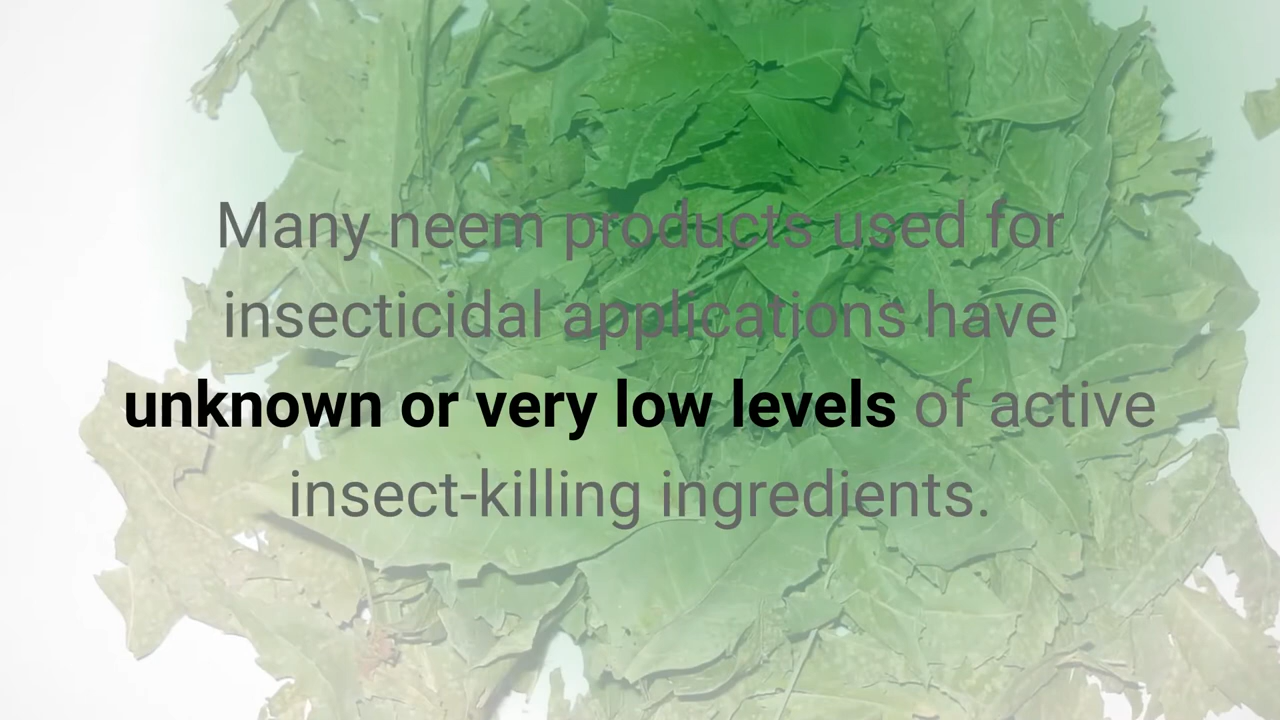 Many neem products used for
insecticidal applications have
unknown or very low levels of active
insect-killing ingredients.